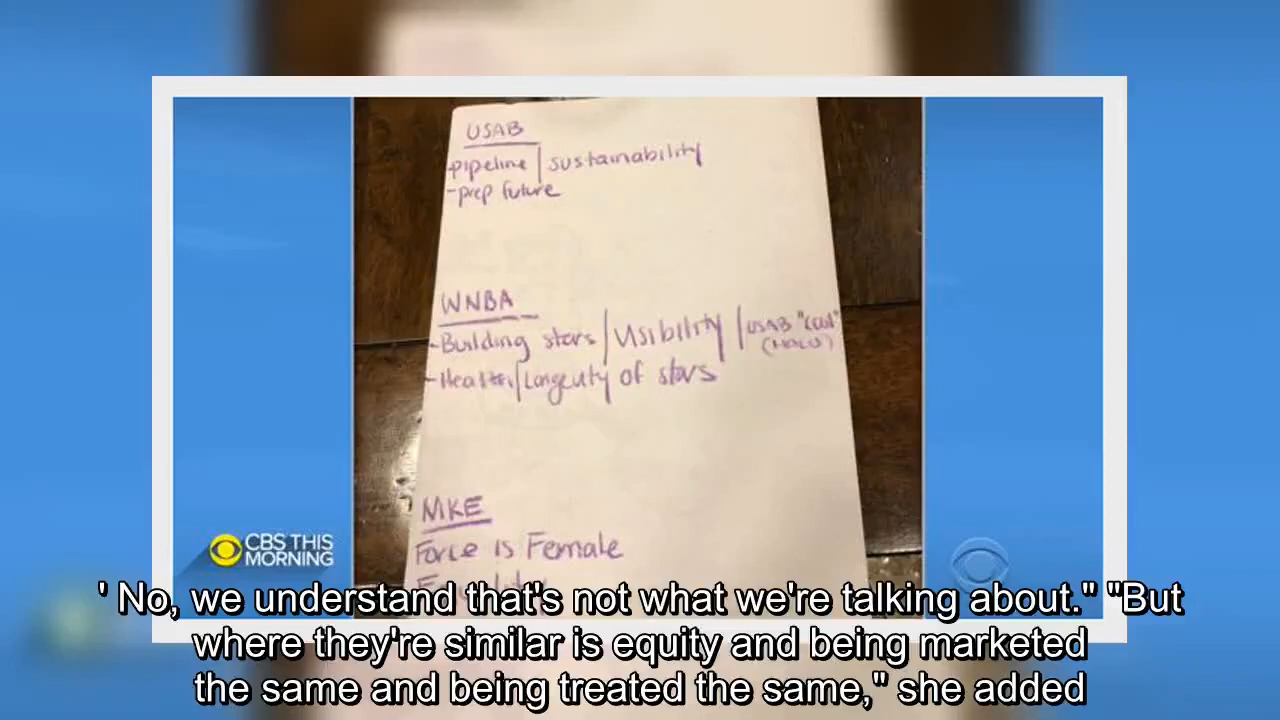 USAB
-pipeline | sustainability
-prep future
WNBA
-Building stars / Visibility / USAB "cool"
-Health/Longevity of stars
MKE
Force is Female
CBS THIS
MORNING
' No, we understand that's not what we're talking about." "But
where they're similar is equity and being marketed
the same and being treated the same," she added